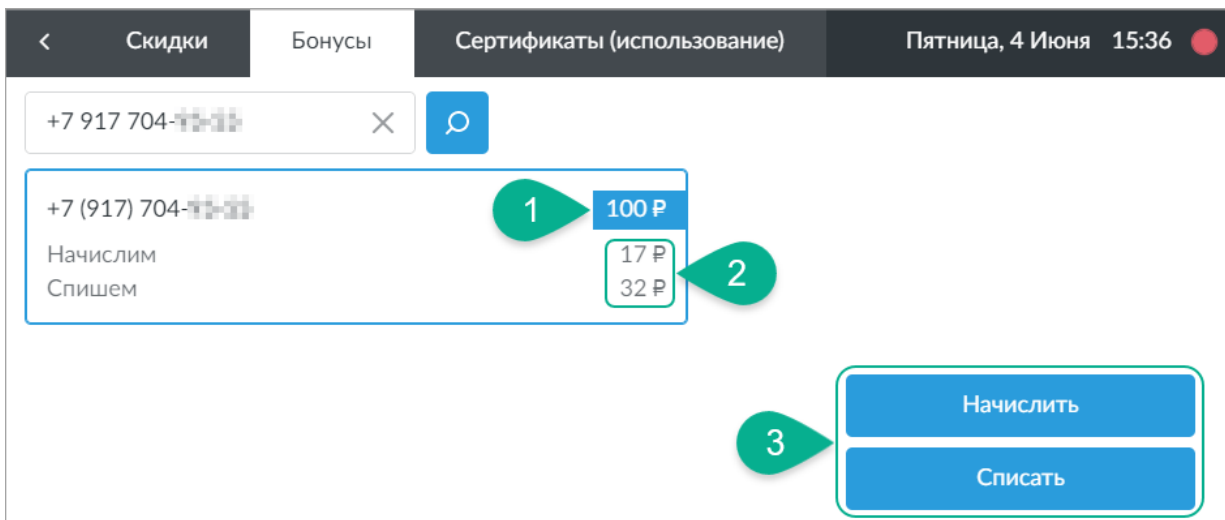 < Скидки Бонусы Сертификаты (использование) Пятница, 4 Июня 15:36
+7 917 704-
+7 (917) 704- 1 100 ₽
Начислим 17 ₽
2
Спишем 32 ₽
Начислить
3
Списать